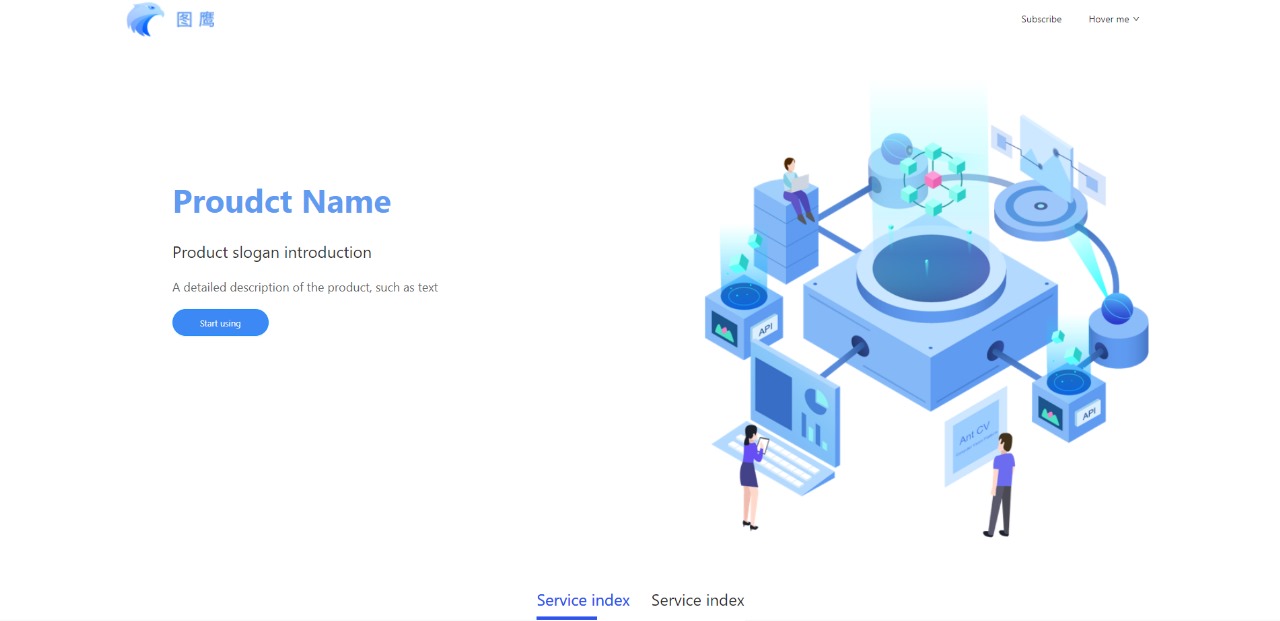 图鹰
Subscribe
Hover me
Proudct Name
Product slogan introduction
A detailed description of the product, such as text
Start using
API
API
Ant CV
Service index
Service index